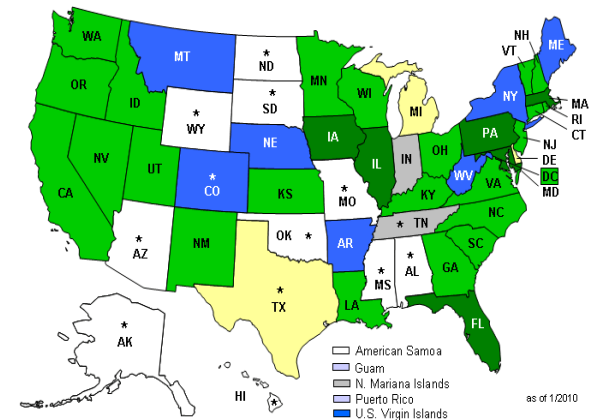 WA
MT
*
ND
MN
NH
VT
ME
OR
ID
*
SD
WI
MI
NY
MA
RI
CT
*
WY
IA
PA
NJ
NE
IL
IN
OH
DE
DC
MD
NV
UT
*
CO
WV
VA
CA
KS
*
MO
KY
NC
*
AZ
NM
OK *
AR
* TN
SC
*
TX
LA
*
MS
*
AL
GA
FL
*
AK
HI *
American Samoa
Guam
N. Mariana Islands
Puerto Rico
U.S. Virgin Islands
as of 1/2010